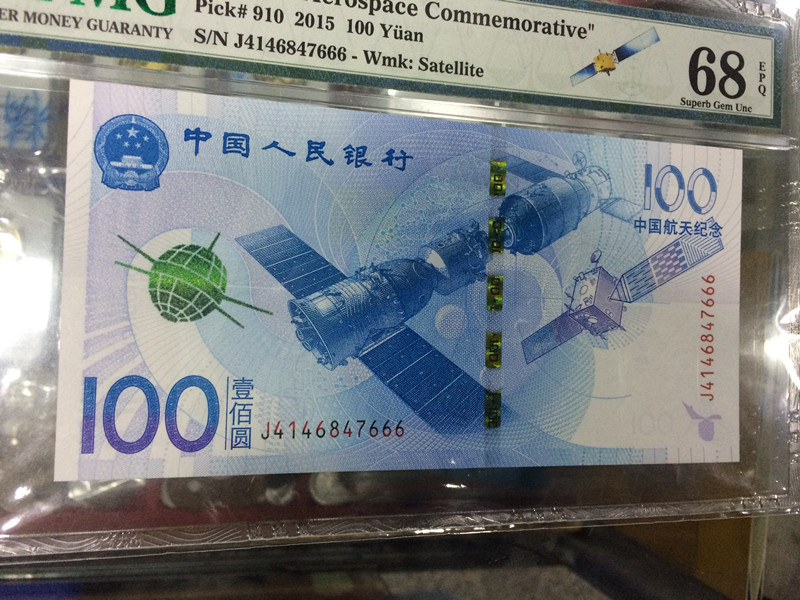 PMG
ER MONEY GUARANTY
Aerospace Commemorative"
Pick# 910 2015 100 Yüan
S/N J4146847666 - Wmk: Satellite
68
EPQ
Superb Gem Unc
中国人民银行
100
中国航天纪念
J4146847666
100
壹佰圆
J4146847666
100